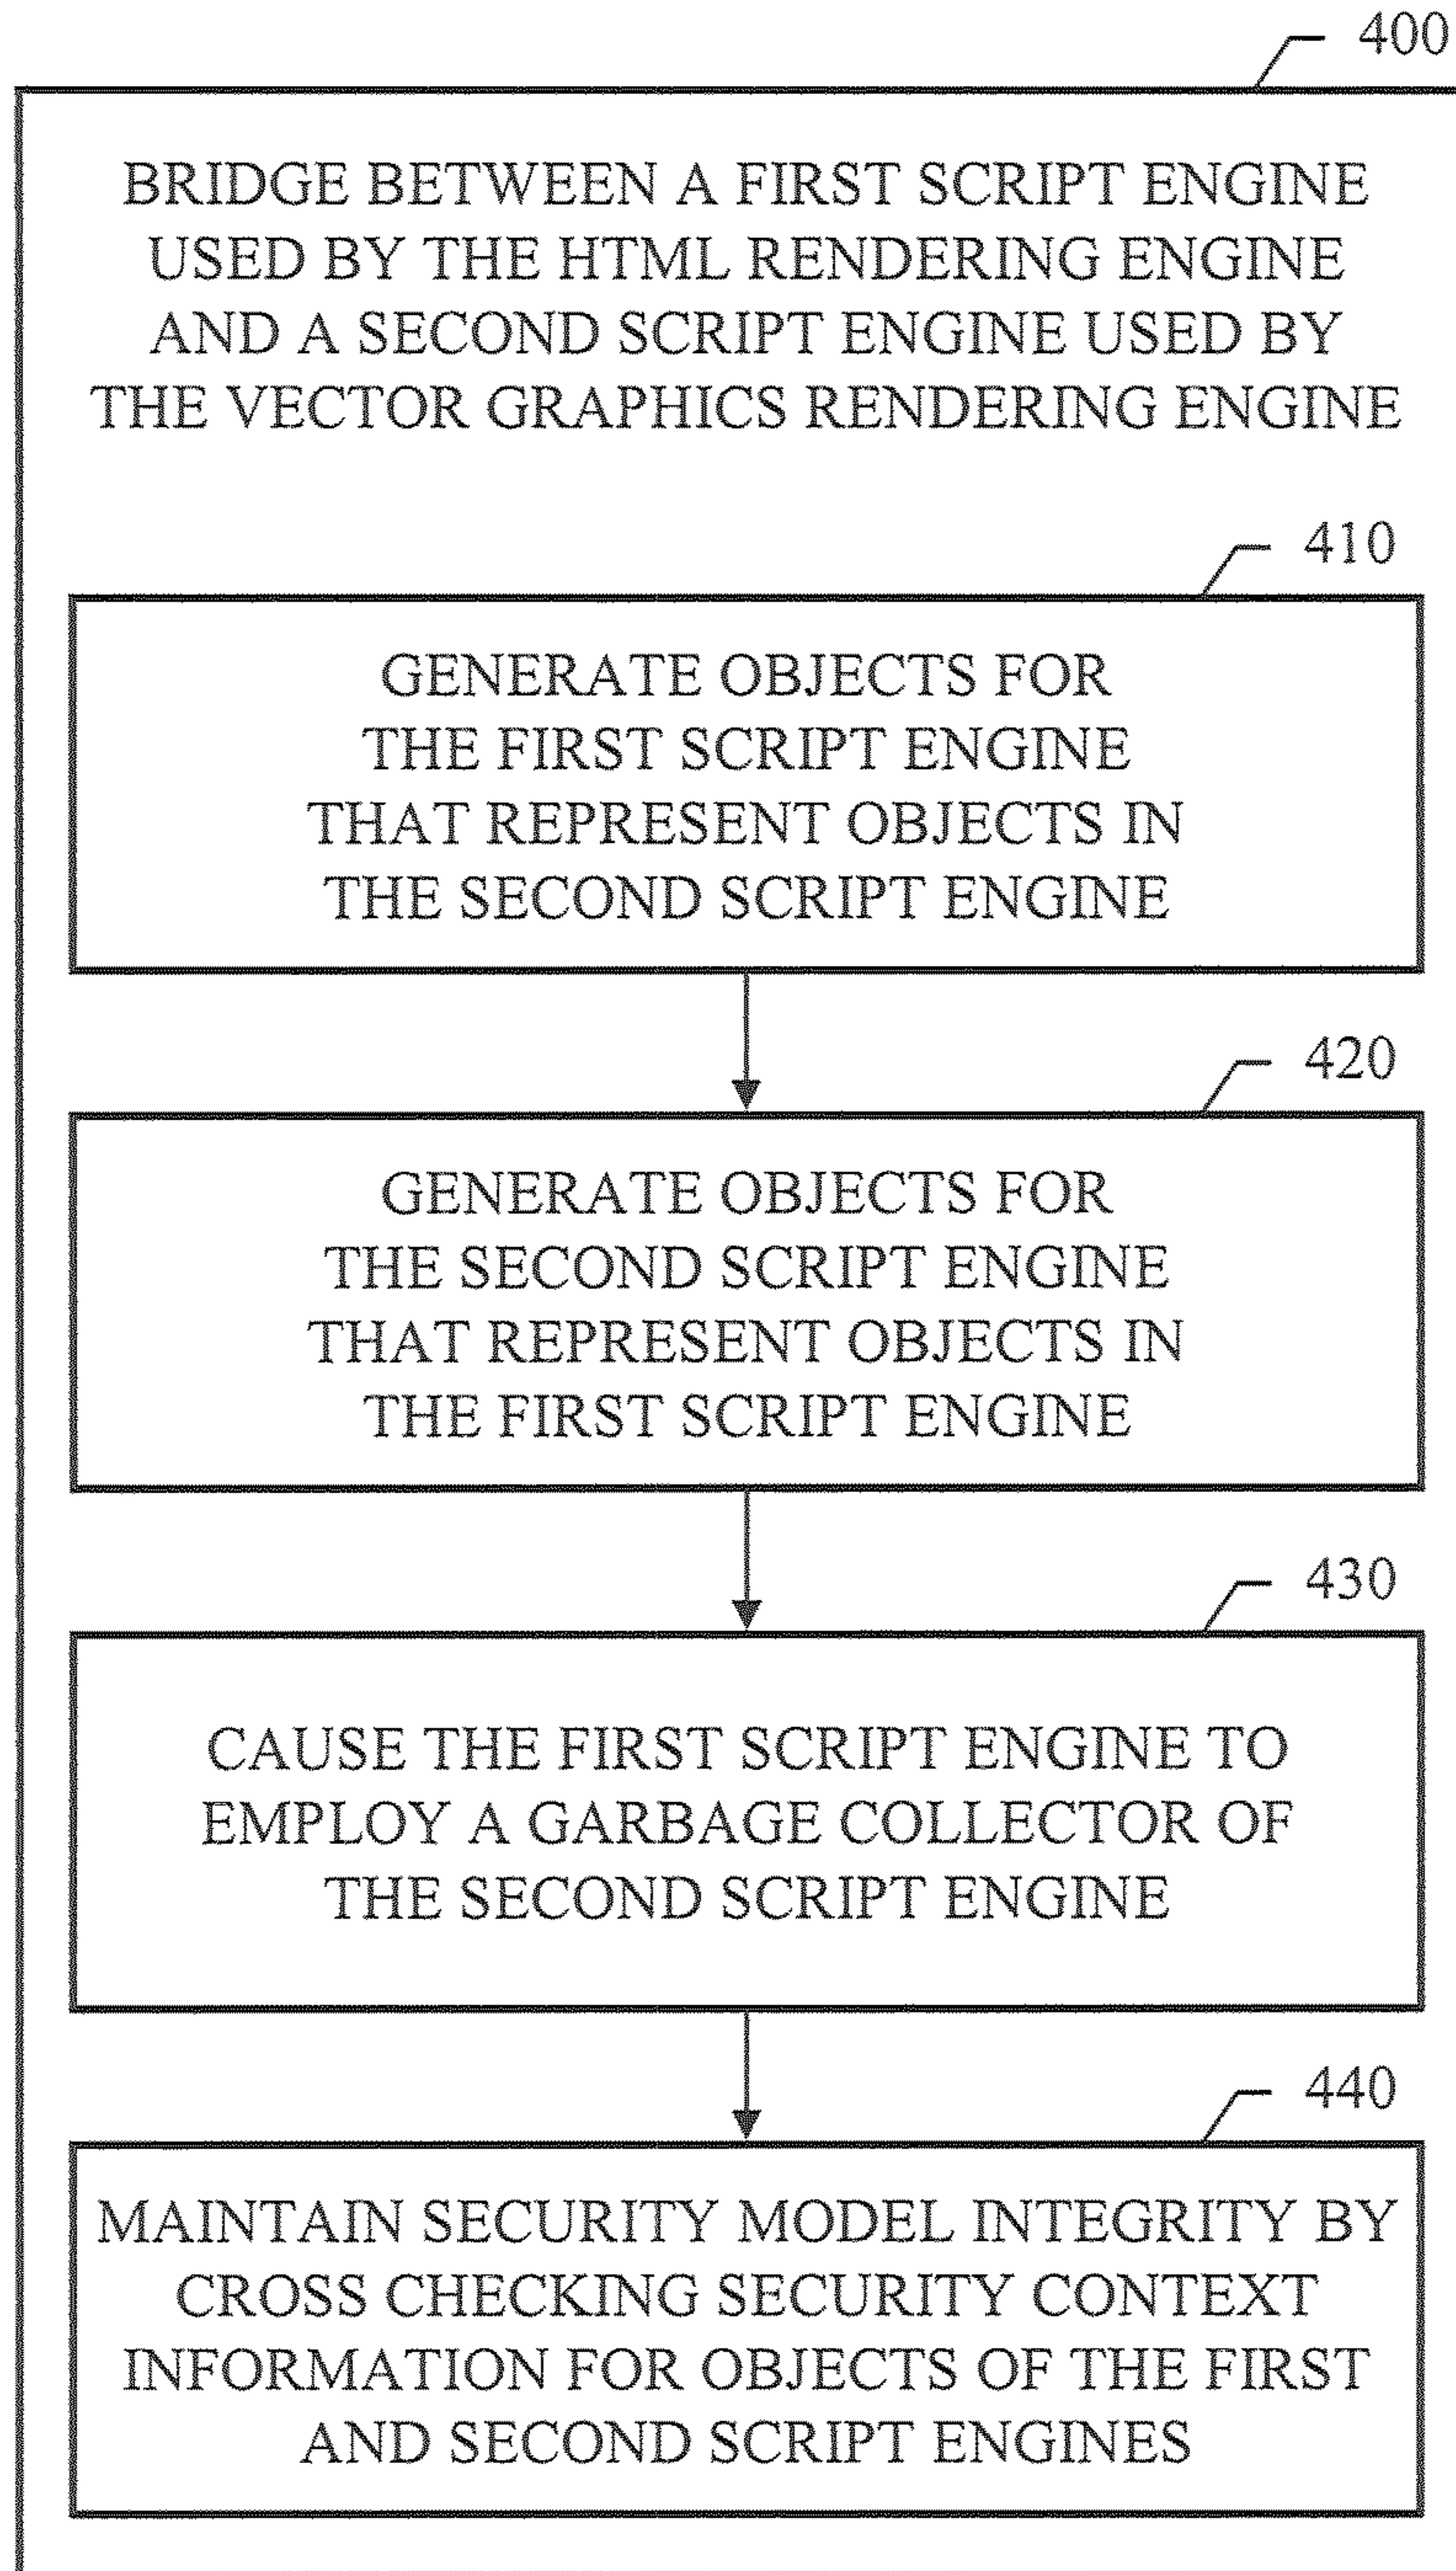 400
BRIDGE BETWEEN A FIRST SCRIPT ENGINE
USED BY THE HTML RENDERING ENGINE
AND A SECOND SCRIPT ENGINE USED BY
THE VECTOR GRAPHICS RENDERING ENGINE
410
GENERATE OBJECTS FOR
THE FIRST SCRIPT ENGINE
THAT REPRESENT OBJECTS IN
THE SECOND SCRIPT ENGINE
420
GENERATE OBJECTS FOR
THE SECOND SCRIPT ENGINE
THAT REPRESENT OBJECTS IN
THE FIRST SCRIPT ENGINE
430
CAUSE THE FIRST SCRIPT ENGINE TO
EMPLOY A GARBAGE COLLECTOR OF
THE SECOND SCRIPT ENGINE
440
MAINTAIN SECURITY MODEL INTEGRITY BY
CROSS CHECKING SECURITY CONTEXT
INFORMATION FOR OBJECTS OF THE FIRST
AND SECOND SCRIPT ENGINES